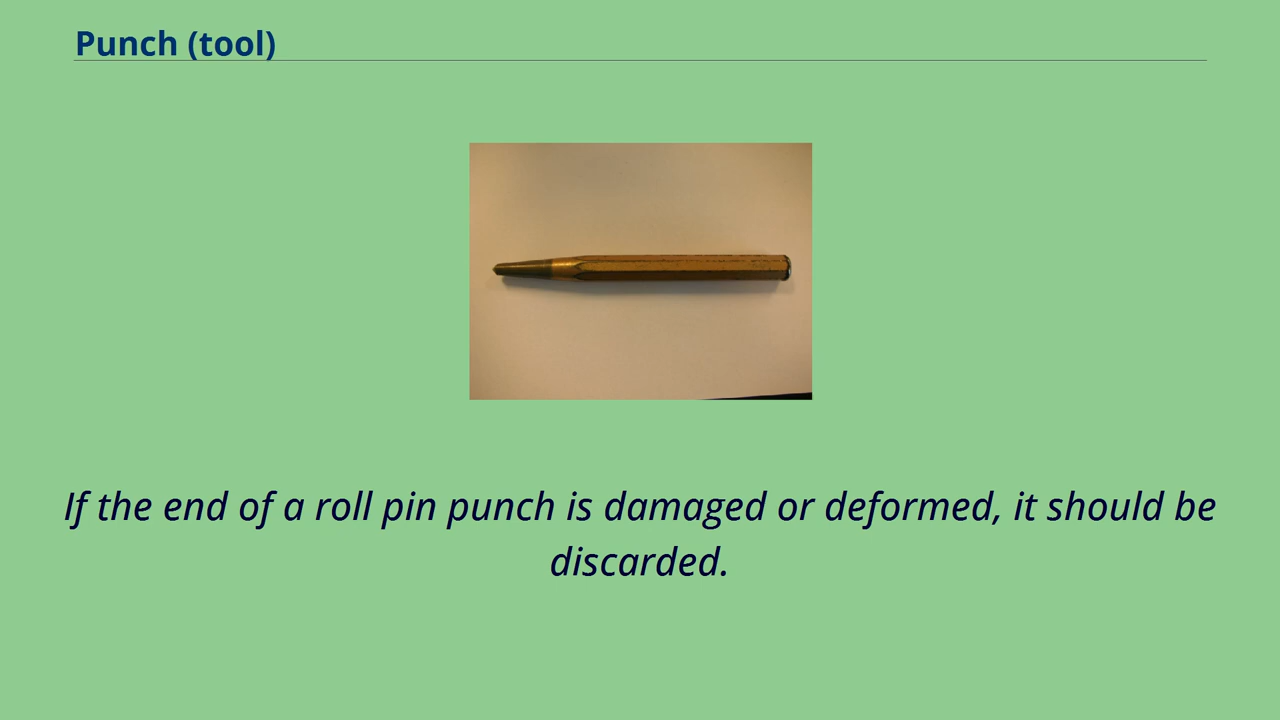 Punch (tool)
If the end of a roll pin punch is damaged or deformed, it should be
discarded.